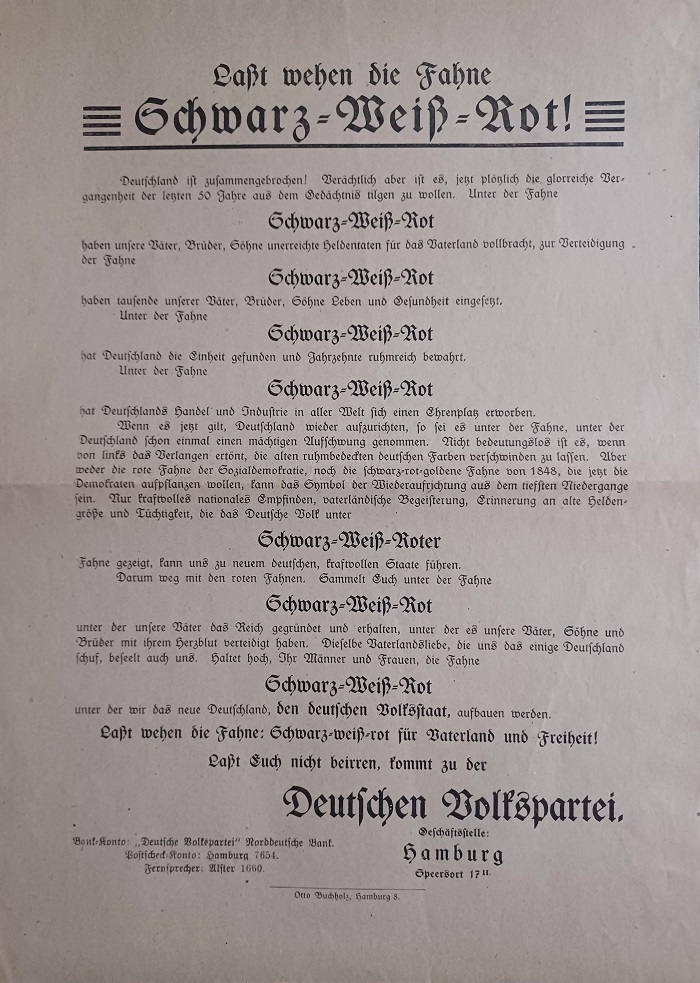 Laßt wehen die Fahne
Schwarz-Weiß-Rot!
Deutschland ist zusammengebrochen! Verächtlich aber ist es, jetzt plötzlich die glorreiche Ver-
gangenheit der letzten 50 Jahre aus dem Gedächtnis tilgen zu wollen. Unter der Fahne
Schwarz-Weiß-Rot
haben unsere Väter, Brüder, Söhne unerreichte Heldentaten für das Vaterland vollbracht, zur Verteidigung
der Fahne
Schwarz-Weiß-Rot
haben tausende unserer Väter, Brüder, Söhne Leben und Gesundheit eingesetzt.
Unter der Fahne
Schwarz-Weiß-Rot
hat Deutschland die Einheit gefunden und Jahrzehnte ruhmreich bewahrt.
Unter der Fahne
Schwarz-Weiß-Rot
hat Deutschlands Handel und Industrie in aller Welt sich einen Ehrenplatz erworben.
Wenn es jetzt gilt, Deutschland wieder aufzurichten, so sei es unter der Fahne, unter der
Deutschland schon einmal einen mächtigen Aufschwung genommen. Nicht bedeutungslos ist es, wenn
von links das Verlangen ertönt, die alten ruhmbedeckten deutschen Farben verschwinden zu lassen. Aber
weder die rote Fahne der Sozialdemokratie, noch die schwarz-rot-goldene Fahne von 1848, die jetzt die
Demokraten aufpflanzen wollen, kann das Symbol der Wiederaufrichtung aus dem tiefsten Niedergange
sein. Nur kraftvolles nationales Empfinden, vaterländische Begeisterung, Erinnerung an alte Helden-
größe und Tüchtigkeit, die das Deutsche Volk unter
Schwarz-Weiß-Roter
Fahne gezeigt, kann uns zu neuem deutschen, kraftvollen Staate führen.
Darum weg mit den roten Fahnen. Sammelt Euch unter der Fahne
Schwarz-Weiß-Rot
unter der unsere Väter das Reich gegründet und erhalten, unter der es unsere Väter, Söhne und
Brüder mit ihrem Herzblut verteidigt haben. Dieselbe Vaterlandsliebe, die uns das einige Deutschland
schuf, beseelt auch uns. Haltet hoch, Ihr Männer und Frauen, die Fahne
Schwarz-Weiß-Rot
unter der wir das neue Deutschland, den deutschen Volksstaat, aufbauen werden.
Laßt wehen die Fahne: Schwarz-weiß-rot für Vaterland und Freiheit!
Laßt Euch nicht beirren, kommt zu der
Deutschen Volkspartei.
Bank-Konto: „Deutsche Volkspartei" Norddeutsche Bank.
Postscheck-Konto: Hamburg 7654.
Fernsprecher: Alster 1660.
Geschäftsstelle:
Hamburg
Speersort 17 II.
Otto Buchholz, Hamburg 8.